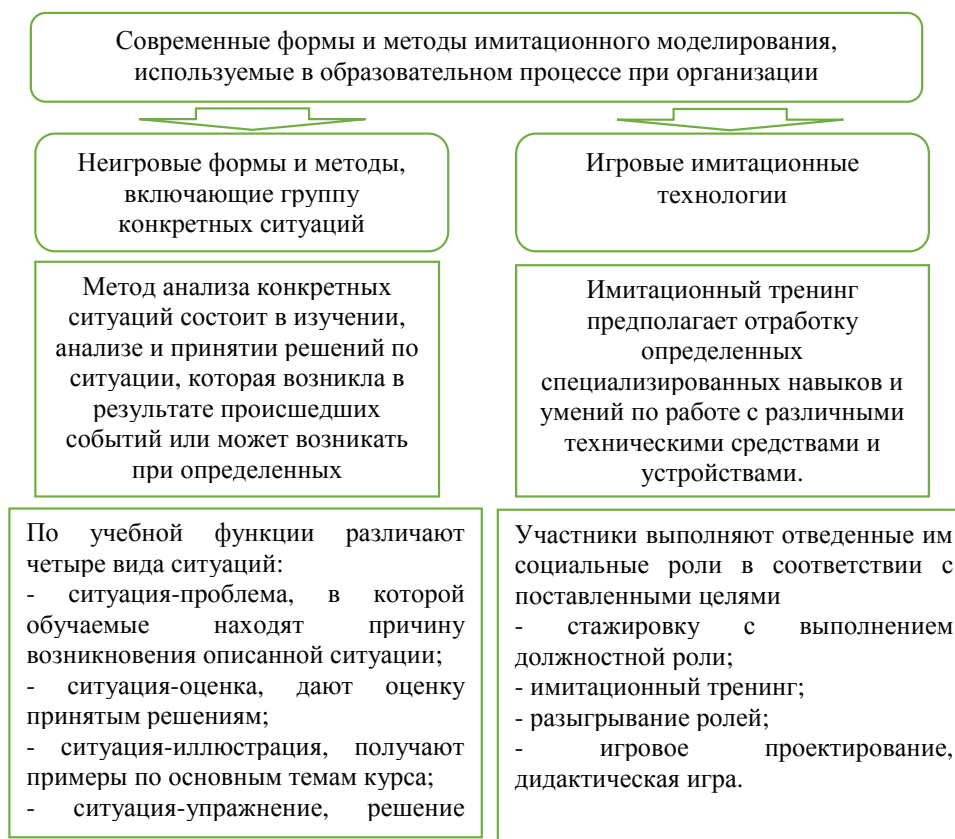 Современные формы и методы имитационного моделирования,
используемые в образовательном процессе при организации
Неигровые формы и методы,
включающие группу
конкретных ситуаций
Игровые имитационные
технологии
Метод анализа конкретных
ситуаций состоит в изучении,
анализе и принятии решений по
ситуации, которая возникла в
результате происшедших
событий или может возникать
при определенных
Имитационный тренинг
предполагает отработку
определенных
специализированных навыков и
умений по работе с различными
техническими средствами и
устройствами.
По учебной функции различают
четыре вида ситуаций:
- ситуация-проблема, в которой
обучаемые находят причину
возникновения описанной ситуации;
- ситуация-оценка, дают оценку
принятым решениям;
- ситуация-иллюстрация, получают
примеры по основным темам курса;
- ситуация-упражнение, решение
Участники выполняют отведенные им
социальные роли в соответствии с
поставленными целями
- стажировку с выполнением
должностной роли;
- имитационный тренинг;
- разыгрывание ролей;
- игровое проектирование,
дидактическая игра.